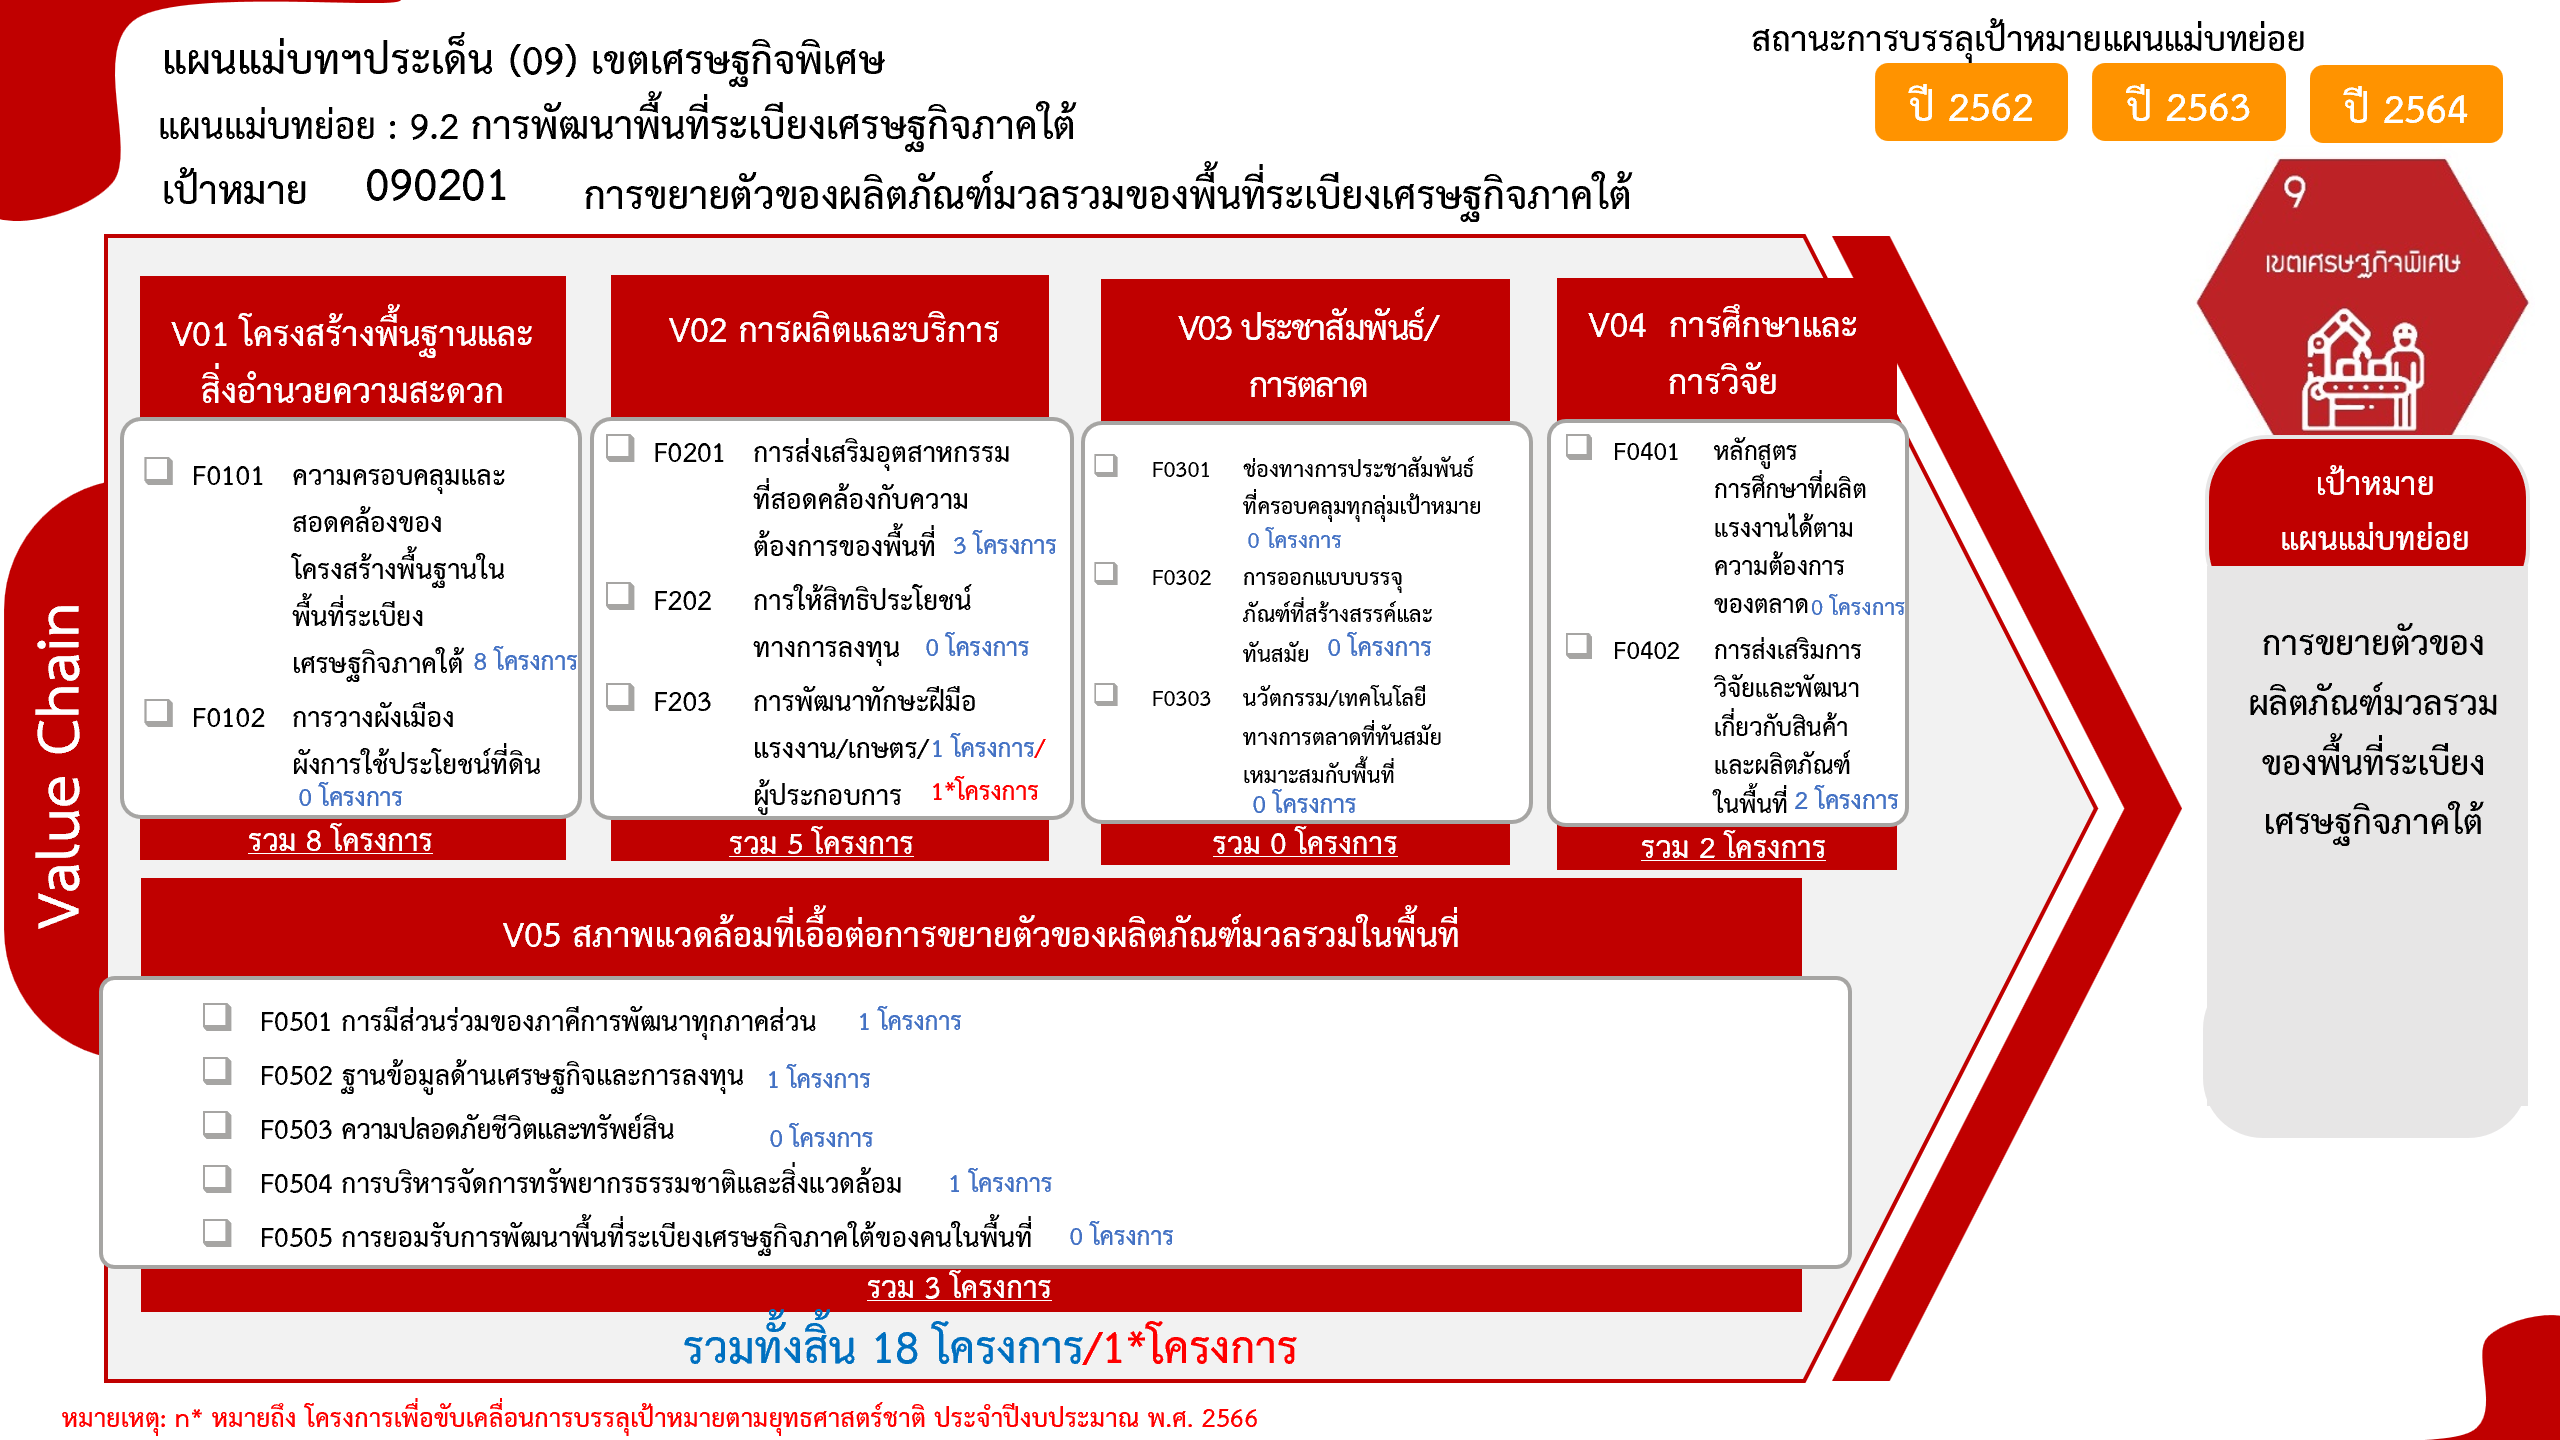 แผนแม่บทฯประเด็น (09) เขตเศรษฐกิจพิเศษ
แผนแม่บทย่อย : 9.2 การพัฒนาพื้นที่ระเบียงเศรษฐกิจภาคใต้
เป้าหมาย 090201 การขยายตัวของผลิตภัณฑ์มวลรวมของพื้นที่ระเบียงเศรษฐกิจภาคใต้
สถานะการบรรลุเป้าหมายแผนแม่บทย่อย
ปี 2562 ปี 2563 ปี 2564
9
เขตเศรษฐกิจพิเศษ
Value Chain
V01 โครงสร้างพื้นฐานและ
สิ่งอำนวยความสะดวก
F0101 ความครอบคลุมและ
สอดคล้องของ
โครงสร้างพื้นฐานใน
พื้นที่ระเบียง
เศรษฐกิจภาคใต้ 8 โครงการ
F0102 การวางผังเมือง
ผังการใช้ประโยชน์ที่ดิน
0 โครงการ
รวม 8 โครงการ
V02 การผลิตและบริการ
F0201 การส่งเสริมอุตสาหกรรม
ที่สอดคล้องกับความ
ต้องการของพื้นที่ 3 โครงการ
F202 การให้สิทธิประโยชน์
ทางการลงทุน 0 โครงการ
F203 การพัฒนาทักษะฝีมือ
แรงงาน/เกษตร/1 โครงการ/
ผู้ประกอบการ 1*โครงการ
รวม 5 โครงการ
V03 ประชาสัมพันธ์/
การตลาด
F0301 ช่องทางการประชาสัมพันธ์
ที่ครอบคลุมทุกลุ่มเป้าหมาย
0 โครงการ
F0302 การออกแบบบรรจุ
ภัณฑ์ที่สร้างสรรค์และ
ทันสมัย 0 โครงการ
F0303 นวัตกรรม/เทคโนโลยี
ทางการตลาดที่ทันสมัย
เหมาะสมกับพื้นที่
0 โครงการ
รวม 0 โครงการ
V04 การศึกษาและ
การวิจัย
F0401 หลักสูตร
การศึกษาที่ผลิต
แรงงานได้ตาม
ความต้องการ
ของตลาด 0 โครงการ
F0402 การส่งเสริมการ
วิจัยและพัฒนา
เกี่ยวกับสินค้า
และผลิตภัณฑ์
ในพื้นที่ 2 โครงการ
รวม 2 โครงการ
V05 สภาพแวดล้อมที่เอื้อต่อการขยายตัวของผลิตภัณฑ์มวลรวมในพื้นที่
F0501 การมีส่วนร่วมของภาคีการพัฒนาทุกภาคส่วน 1 โครงการ
F0502 ฐานข้อมูลด้านเศรษฐกิจและการลงทุน 1 โครงการ
F0503 ความปลอดภัยชีวิตและทรัพย์สิน 0 โครงการ
F0504 การบริหารจัดการทรัพยากรธรรมชาติและสิ่งแวดล้อม 1 โครงการ
F0505 การยอมรับการพัฒนาพื้นที่ระเบียงเศรษฐกิจภาคใต้ของคนในพื้นที่ 0 โครงการ
รวม 3 โครงการ
รวมทั้งสิ้น 18 โครงการ/1*โครงการ
เป้าหมาย
แผนแม่บทย่อย
การขยายตัวของ
ผลิตภัณฑ์มวลรวม
ของพื้นที่ระเบียง
เศรษฐกิจภาคใต้
หมายเหตุ: n* หมายถึง โครงการเพื่อขับเคลื่อนการบรรลุเป้าหมายตามยุทธศาสตร์ชาติ ประจำปีงบประมาณ พ.ศ. 2566